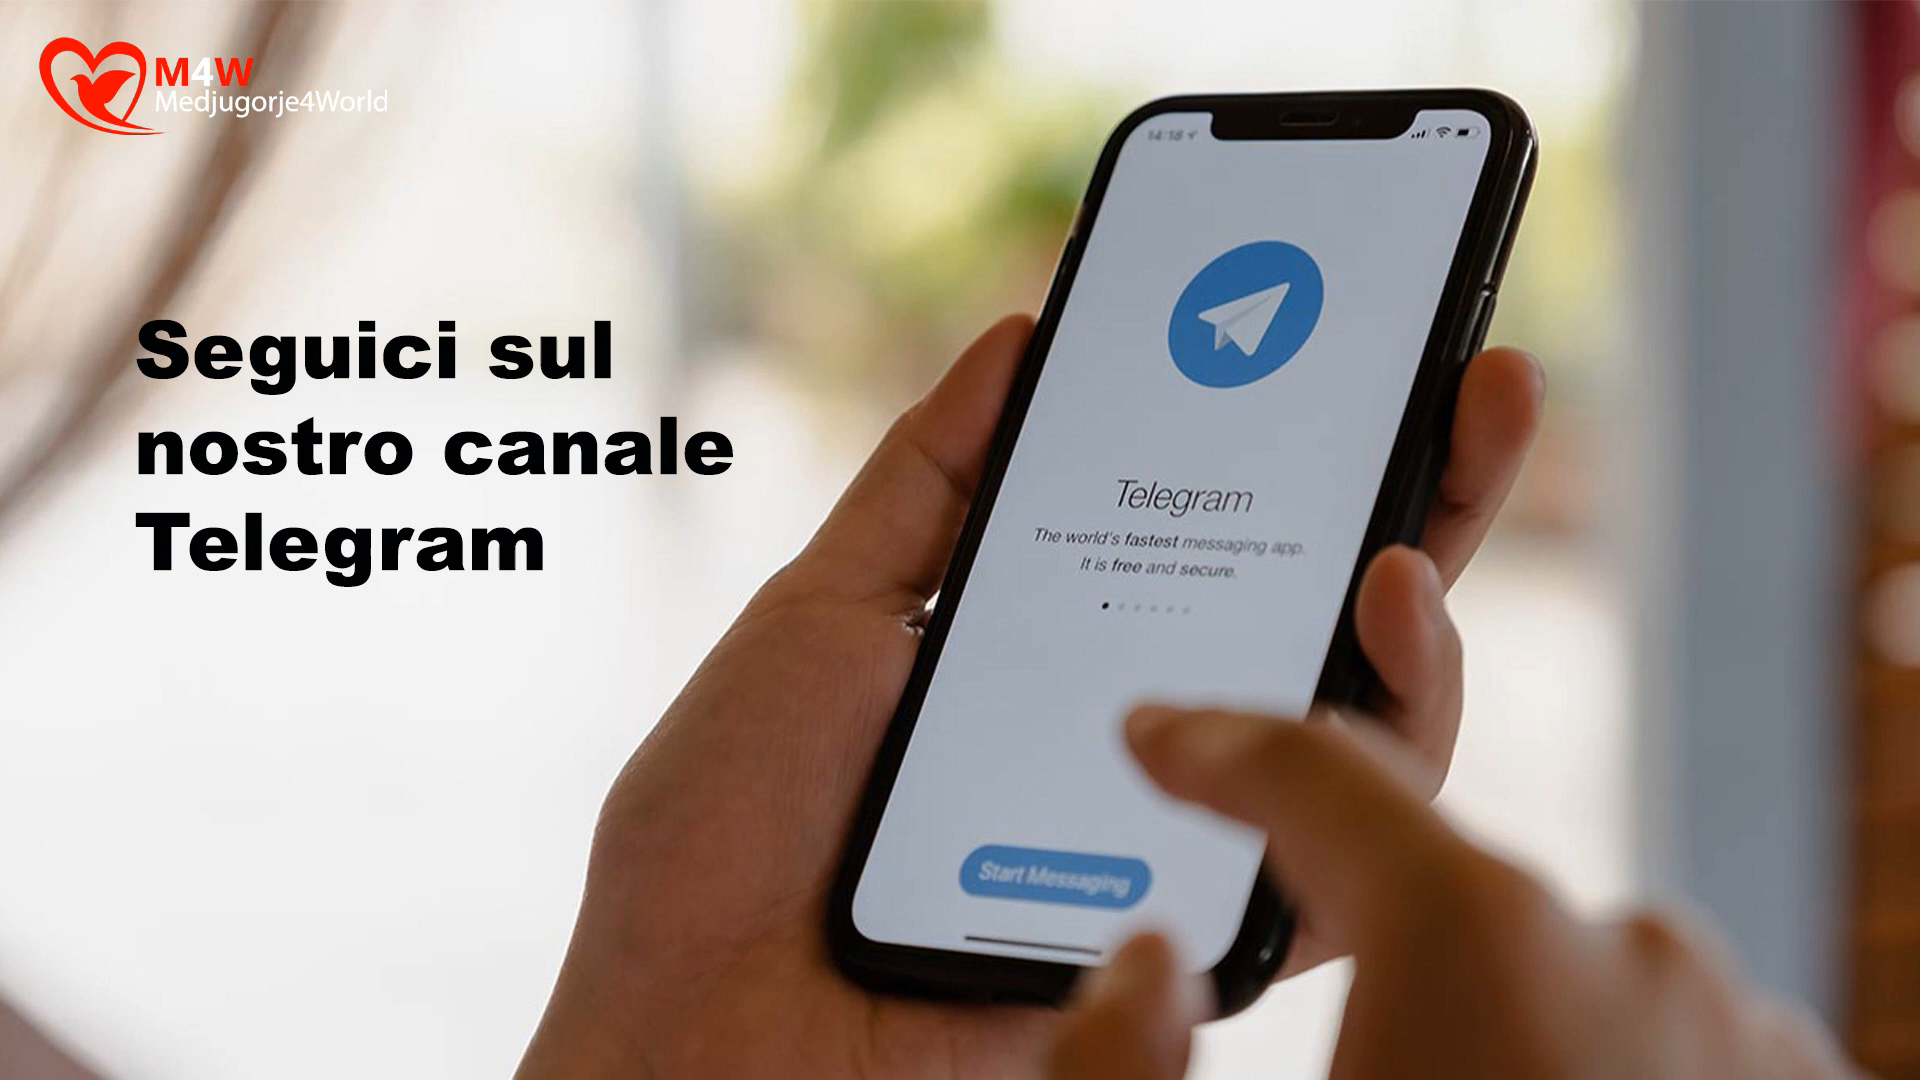 M4W
Medjugorje4World
14:18
Seguici sul
nostro canale
Telegram
Telegram
The world's fastest messaging app.
It is free and secure.
Start Messaging